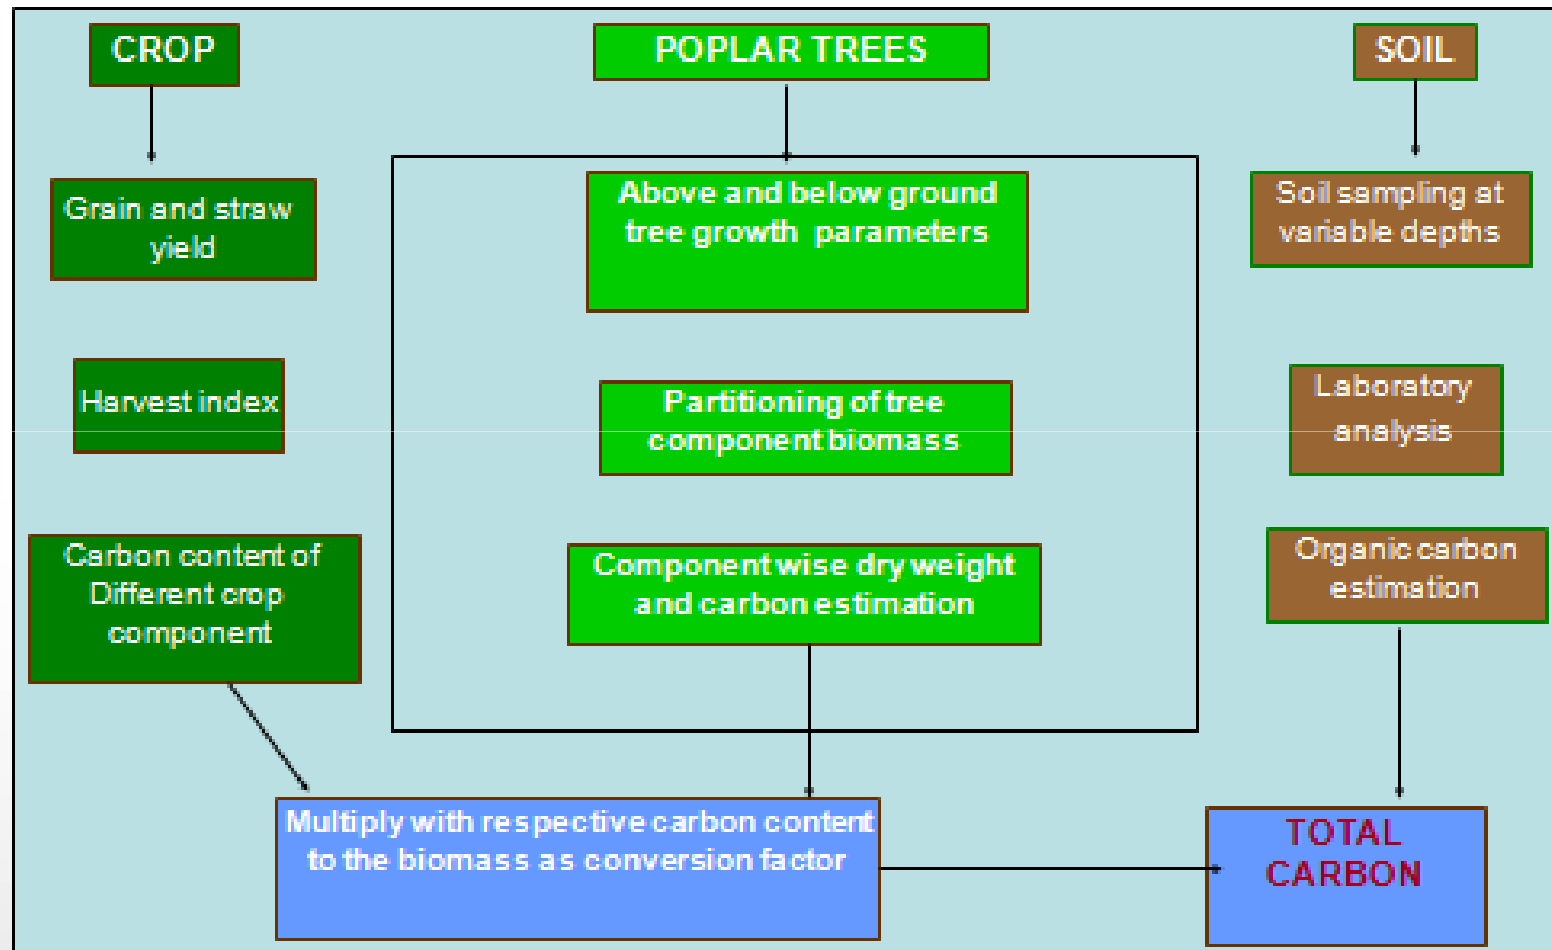 CROP
Grain and straw
yield
Harvest index
Carbon content of
Different crop
component
POPLAR TREES
Above and below ground
tree growth parameters
Partitioning of tree
component biomass
Component wise dry weight
and carbon estimation
SOIL
Soil sampling at
variable depths
Laboratory
analysis
Organic carbon
estimation
Multiply with respective carbon content
to the biomass as conversion factor
TOTAL
CARBON